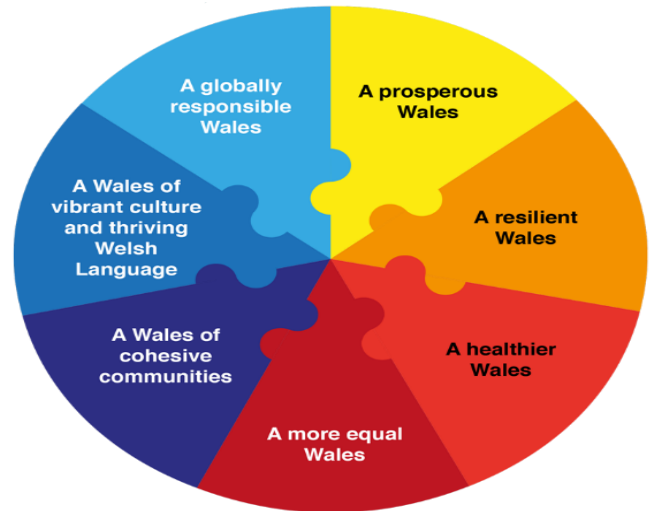 A prosperous
Wales
A resilient
Wales
A healthier
Wales
A more equal
Wales
A Wales of
cohesive
communities
A Wales of
vibrant culture
and thriving
Welsh
Language
A globally
responsible
Wales